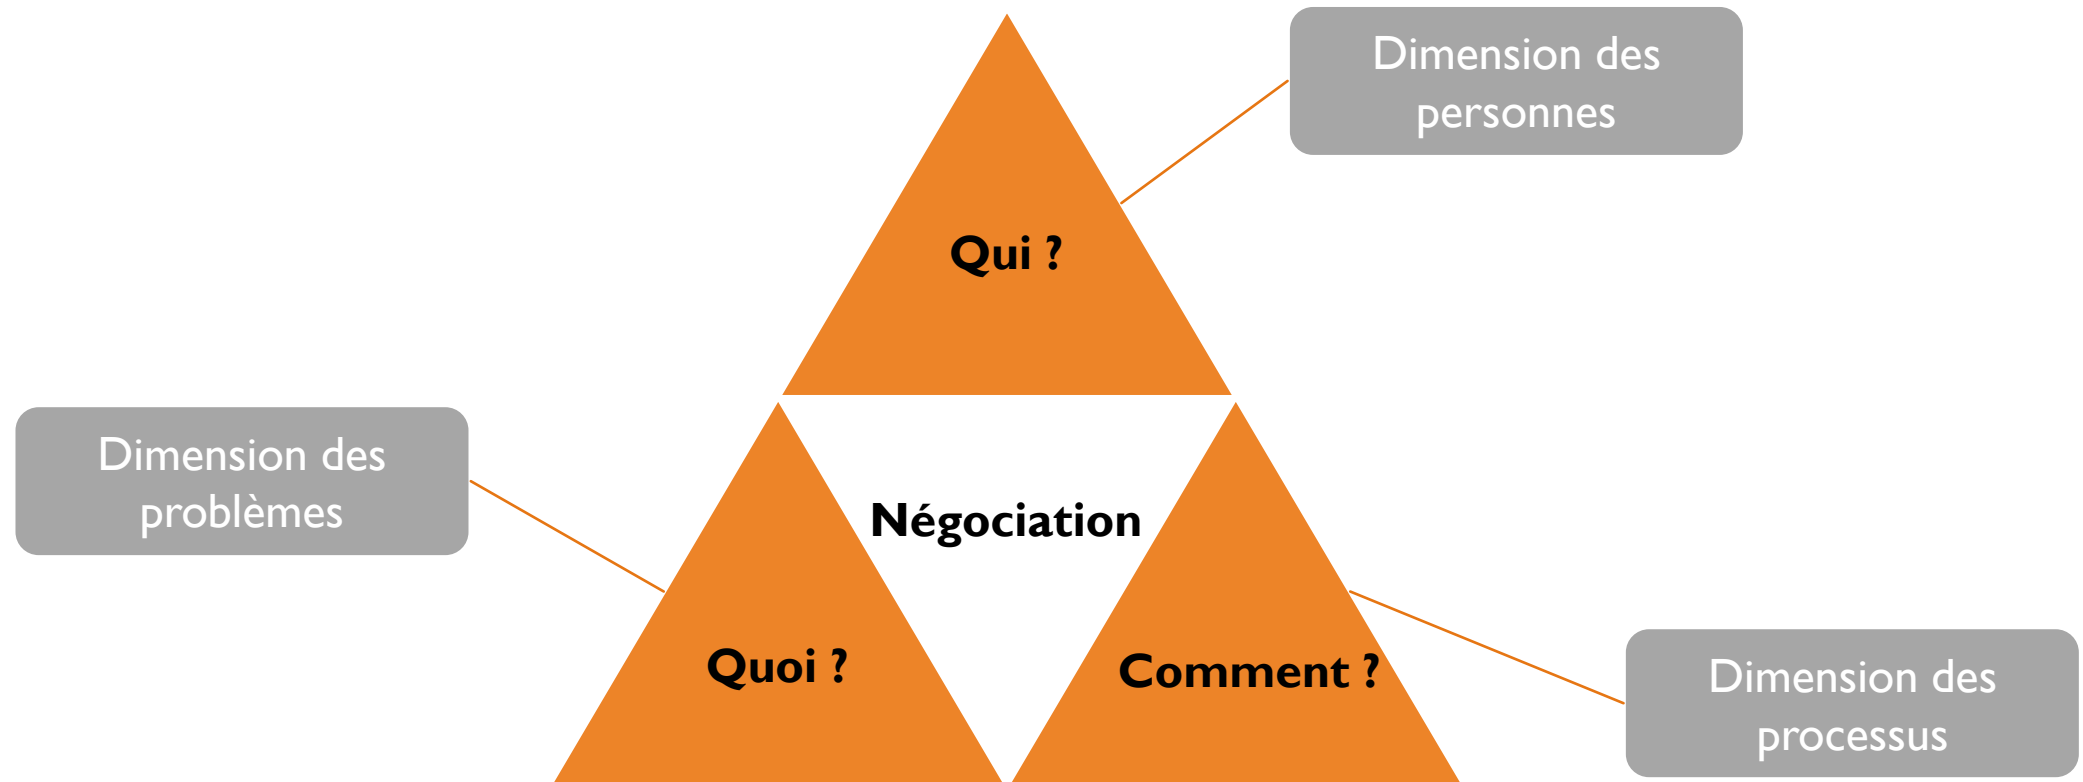 Dimension des
personnes
Qui ?
Dimension des
problèmes
Négociation
Quoi ?
Comment ?
Dimension des
processus